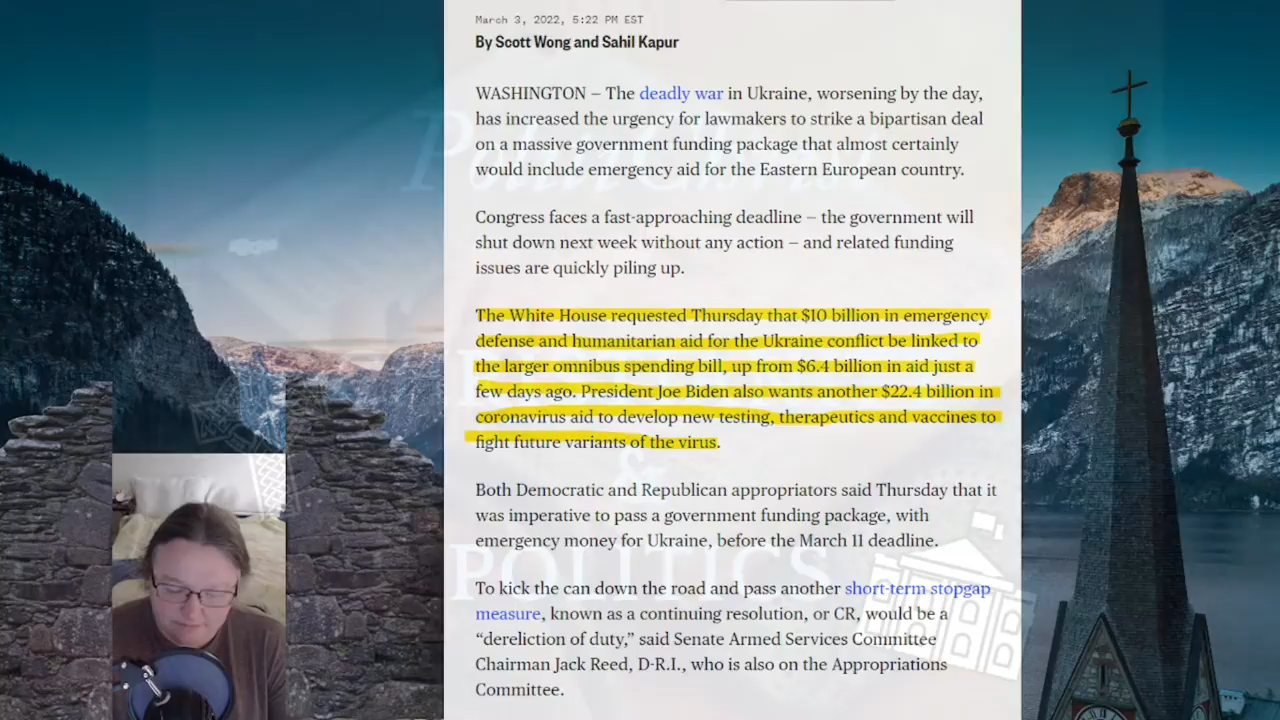 March 3, 2022, 5:22 PM EST
By Scott Wong and Sahil Kapur
WASHINGTON — The deadly war in Ukraine, worsening by the day,
has increased the urgency for lawmakers to strike a bipartisan deal
on a massive government funding package that almost certainly
would include emergency aid for the Eastern European country.
Congress faces a fast-approaching deadline — the government will
shut down next week without any action — and related funding
issues are quickly piling up.
The White House requested Thursday that $10 billion in emergency
defense and humanitarian aid for the Ukraine conflict be linked to
the larger omnibus spending bill, up from $6.4 billion in aid just a
few days ago. President Joe Biden also wants another $22.4 billion in
coronavirus aid to develop new testing, therapeutics and vaccines to
fight future variants of the virus.
Both Democratic and Republican appropriators said Thursday that it
was imperative to pass a government funding package, with
emergency money for Ukraine, before the March 11 deadline.
&
POLITICS
To kick the can down the road and pass another short-term stopgap
measure, known as a continuing resolution, or CR, would be a
“dereliction of duty,” said Senate Armed Services Committee
Chairman Jack Reed, D-R.I., who is also on the Appropriations
Committee.